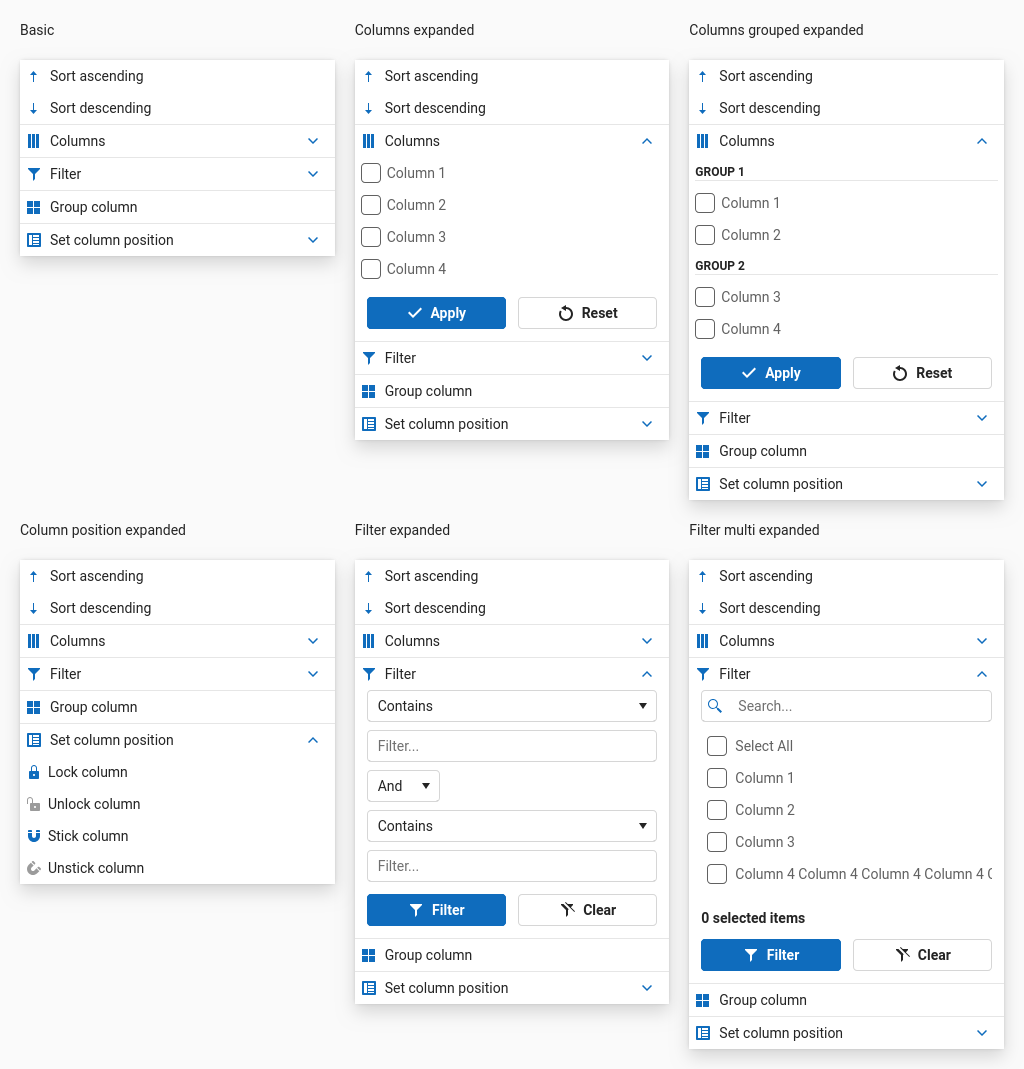 Basic
Sort ascending
Sort descending
Columns
Filter
Group column
Set column position
Columns expanded
Sort ascending
Sort descending
Columns
Column 1
Column 2
Column 3
Column 4
Apply Reset
Filter
Group column
Set column position
Columns grouped expanded
Sort ascending
Sort descending
Columns
GROUP 1
Column 1
Column 2
GROUP 2
Column 3
Column 4
Apply Reset
Filter
Group column
Set column position
Column position expanded
Sort ascending
Sort descending
Columns
Filter
Group column
Set column position
Lock column
Unlock column
Stick column
Unstick column
Filter expanded
Sort ascending
Sort descending
Columns
Filter
Contains
Filter...
And
Contains
Filter...
Filter Clear
Group column
Set column position
Filter multi expanded
Sort ascending
Sort descending
Columns
Filter
Search...
Select All
Column 1
Column 2
Column 3
Column 4 Column 4 Column 4 Column 4 C
0 selected items
Filter Clear
Group column
Set column position